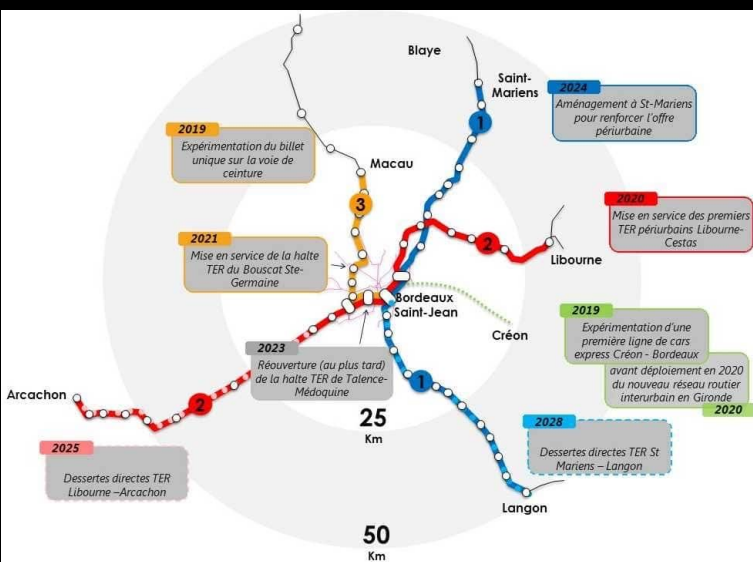 Blaye
Saint-
Mariens
2024
Aménagement à St-Mariens
pour renforcer l'offre
périurbaine
1
2019
Expérimentation du billet
unique sur la voie de
ceinture
Macau
3
2020
Mise en service des premiers
TER périurbains Libourne-
Cestas
2
Libourne
2021
Mise en service de la halte
TER du Bouscat Ste-
Germaine
Bordeaux
Saint-Jean
Créon
2019
Expérimentation d'une
première ligne de cars
express Créon - Bordeaux
avant déploiement en 2020
du nouveau réseau routier
interurbain en Gironde
2020
2023
Réouverture (au plus tard)
de la halte TER de Talence-
Médoquine
1
Arcachon
2
25
Km
2025
Dessertes directes TER
Libourne –Arcachon
2028
Dessertes directes TER St
Mariens – Langon
Langon
50
Km